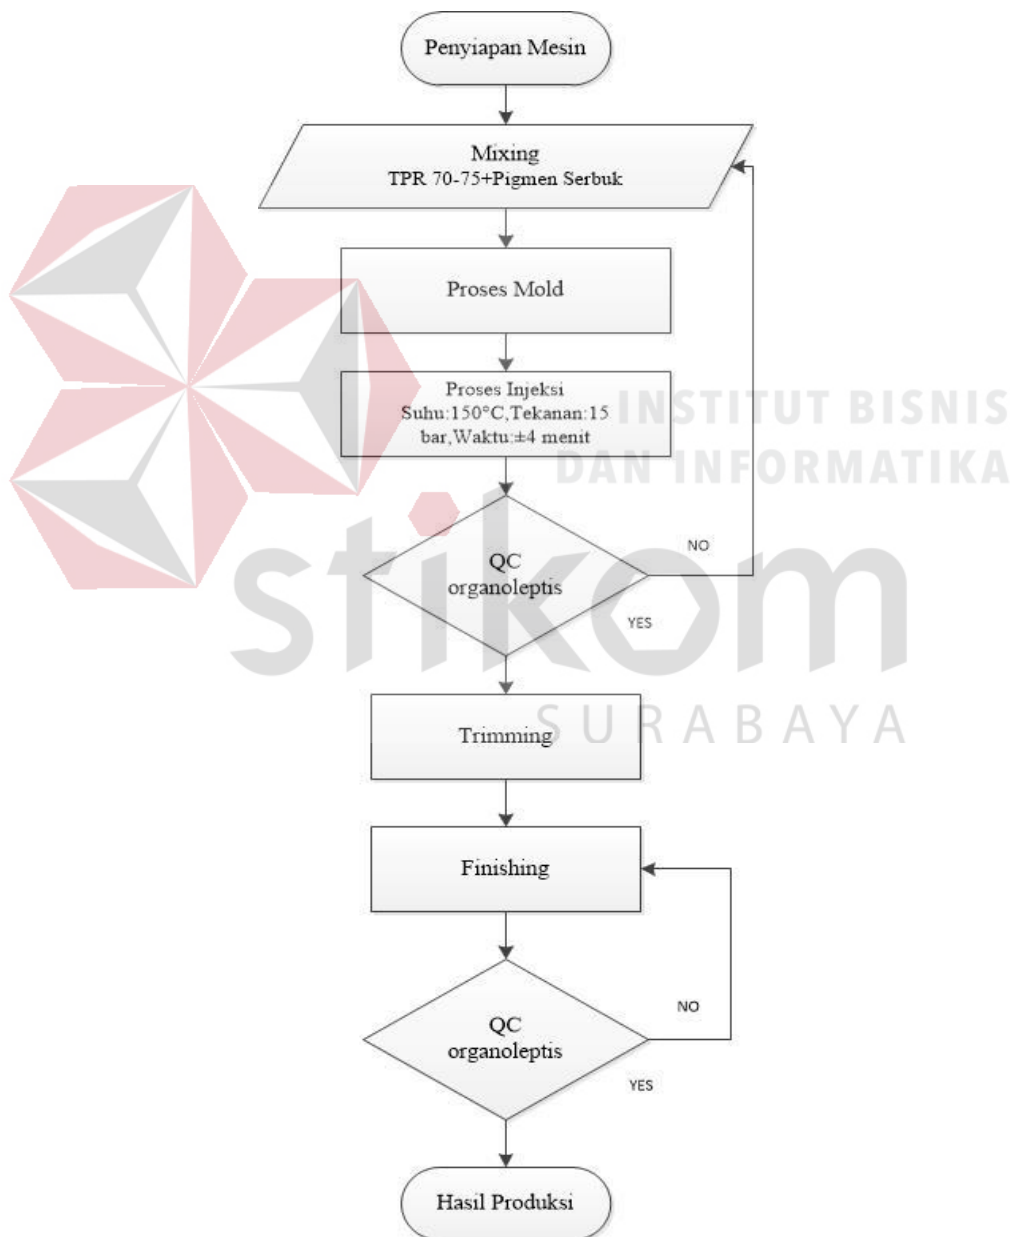 Penyiapan Mesin
Mixing
TPR 70-75+Pigmen Serbuk
Proses Mold
Proses Injeksi
Suhu:150°C,Tekanan:15
bar,Waktu:±4 menit
INSTITUT BISNIS
DAN INFORMATIKA
QC
organoleptis
NO
YES
stikom
SURABAYA
Trimming
Finishing
QC
organoleptis
NO
YES
Hasil Produksi